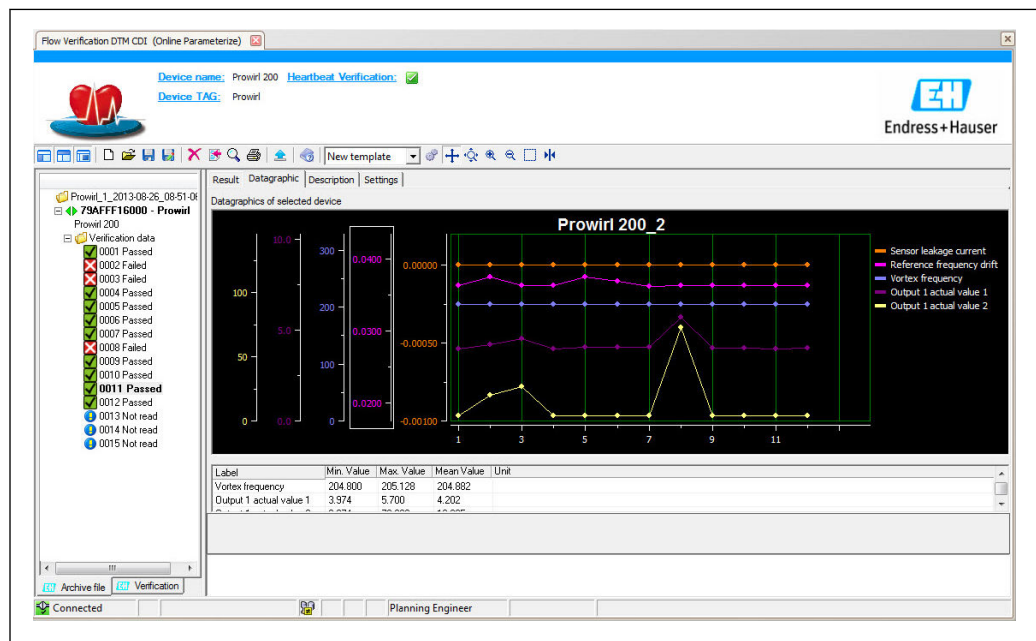 Flow Verification DTM CDI (Online Parameterize)
Device name: Prowirl 200 Heartbeat Verification:
Device TAG: Prowirl
EH
Endress+Hauser
New template
Result Datagraphic Description Settings
Prowirl_1_2013-08-26_08-51-0
79AFFF16000 - Prowirl
Prowirl 200
Verification data
0001 Passed
0002 Failed
0003 Failed
0004 Passed
0005 Passed
0006 Passed
0007 Passed
0008 Failed
0009 Passed
0010 Passed
0011 Passed
0012 Passed
0013 Not read
0014 Not read
0015 Not read
Datagraphics of selected device
Prowirl 200_2
100
50
0
10.0
5.0
0.0
300
200
100
0
0.0400
0.0300
0.0200
0.00000
-0.00050
-0.00100
1 3 5 7 9 11
Sensor leakage current
Reference frequency drift
Vortex frequency
Output 1 actual value 1
Output 1 actual value 2
Label Min. Value Max. Value Mean Value Unit
Vortex frequency 204.800 205.128 204.882
Output 1 actual value 1 3.974 5.700 4.202
EH Archive file EH Verification
Connected Planning Engineer